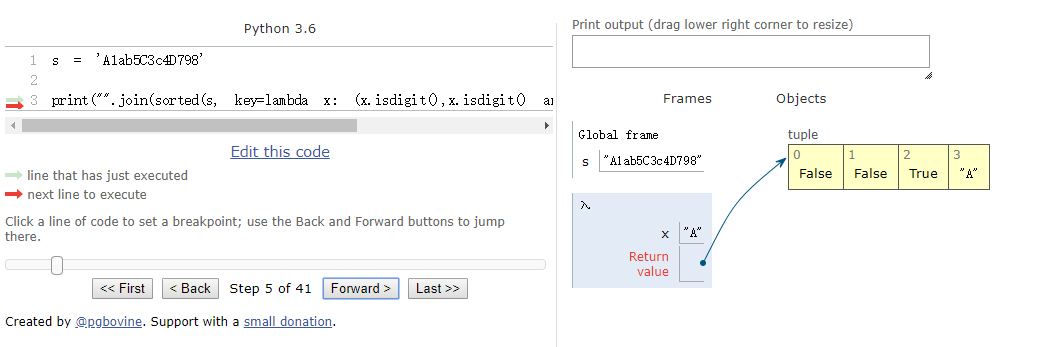 Python 3.6
1 s = 'A1ab5C3c4D798'
2
3 print("".join(sorted(s, key=lambda x: (x.isdigit(),x.isdigit() an
Edit this code
line that has just executed
next line to execute
Click a line of code to set a breakpoint; use the Back and Forward buttons to jump
there.
<< First < Back Step 5 of 41 Forward > Last >>
Created by @pgbovine. Support with a small donation.
Print output (drag lower right corner to resize)
Frames Objects
Global frame
s "A1ab5C3c4D798"
λ
x "A"
Return
value
tuple
0 1 2 3
False False True "A"